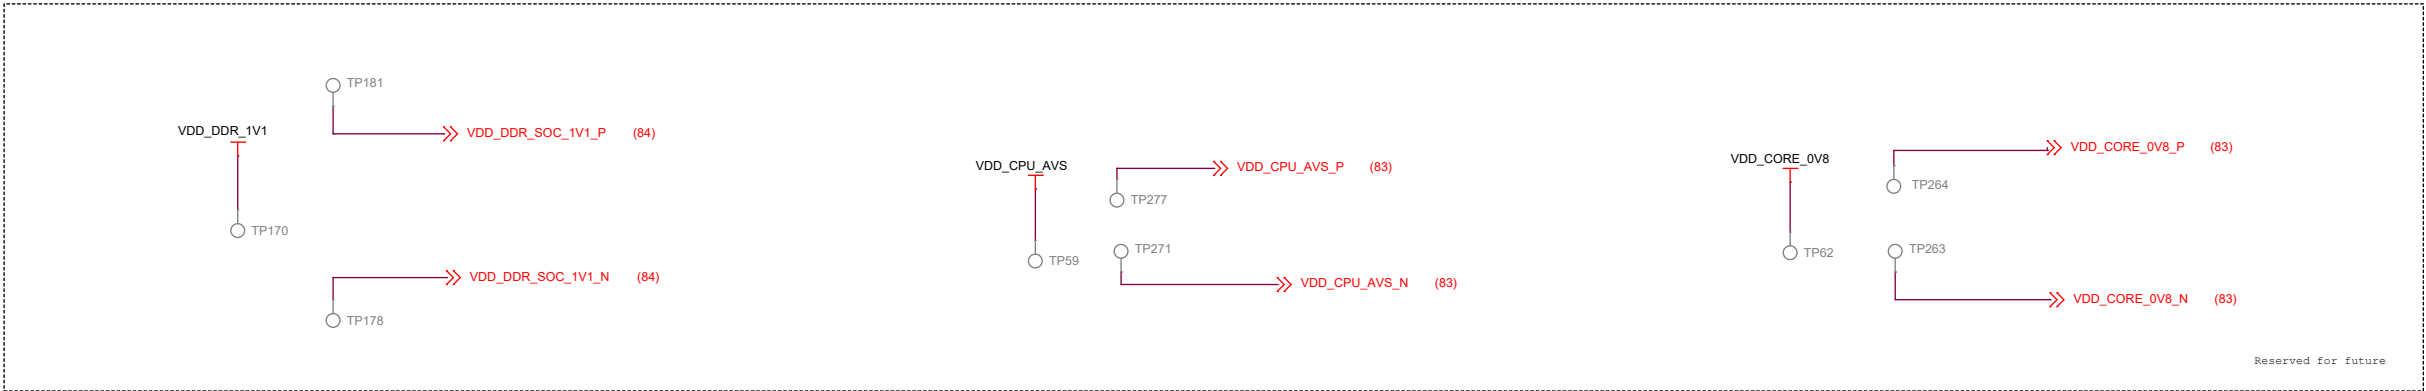 TP181
VDD_DDR_1V1
VDD_DDR_SOC_1V1_P (84)
TP170
VDD_DDR_SOC_1V1_N (84)
TP178
VDD_CPU_AVS
VDD_CPU_AVS_P (83)
TP277
TP271
TP59
VDD_CPU_AVS_N (83)
VDD_CORE_0V8
VDD_CORE_0V8_P (83)
TP264
TP263
TP62
VDD_CORE_0V8_N (83)
Reserved for future